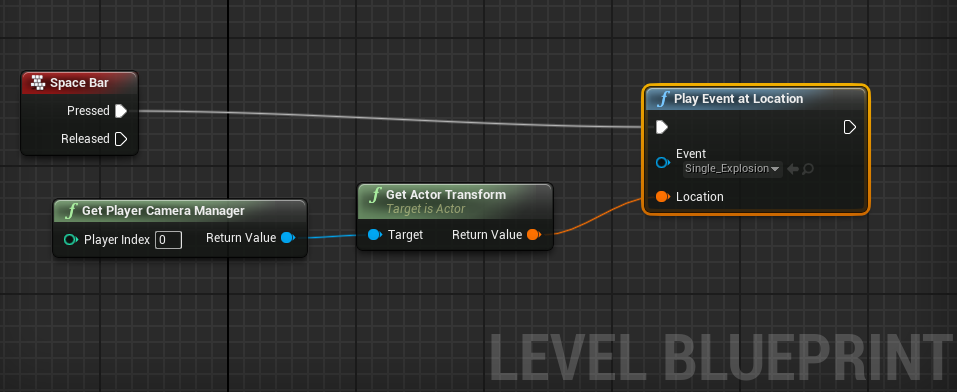 Space Bar
Pressed
Released
Play Event at Location
Event
Single_Explosion
Location
Get Actor Transform
Target is Actor
Target
Return Value
Get Player Camera Manager
Player Index 0
Return Value
LEVEL BLUEPRINT